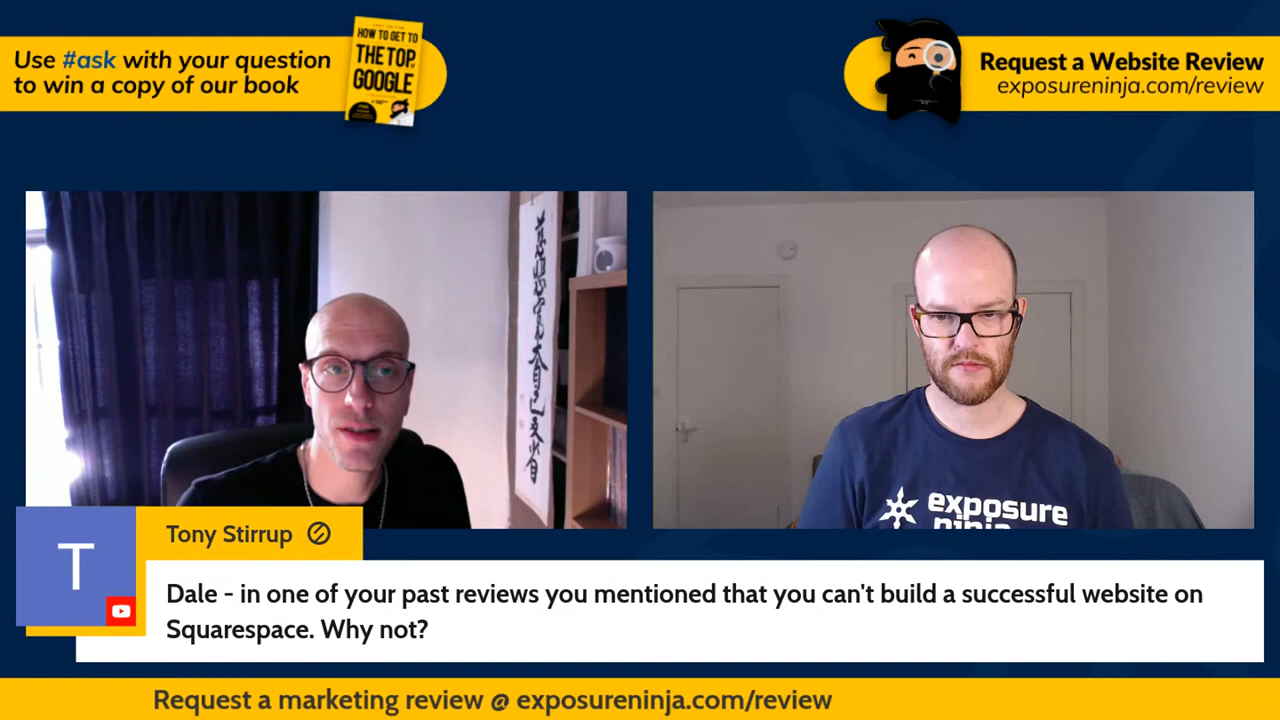 Use #ask with your question
to win a copy of our book
HOW TO GET TO
THE TOP
GOOGLE
Request a Website Review
exposureninja.com/review
exposure
ninja
T
Tony Stirrup
Dale - in one of your past reviews you mentioned that you can't build a successful website on
Squarespace. Why not?
Request a marketing review @ exposureninja.com/review